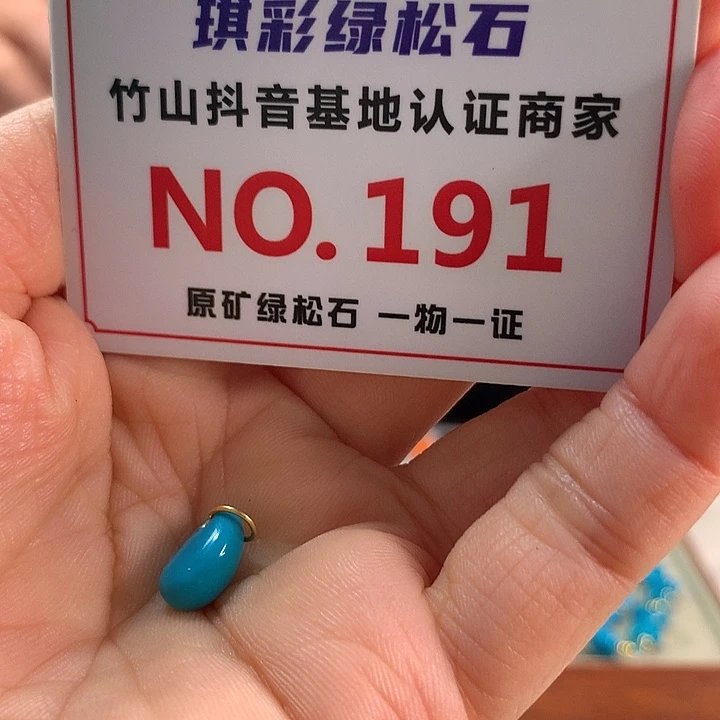 琪彩绿松石
竹山抖音基地认证商家
NO.191
原矿绿松石 一物一证